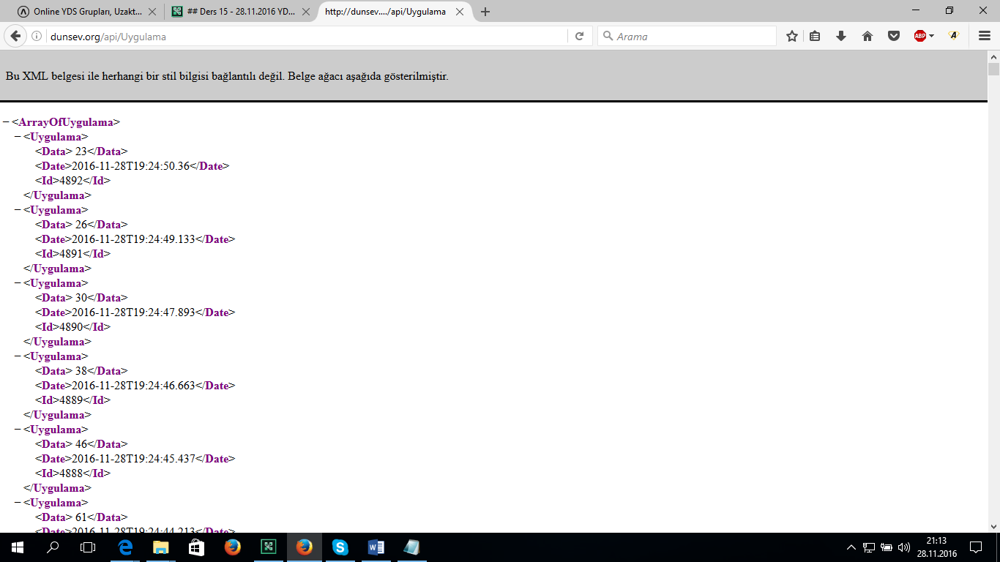 Online YDS Grupları, Uzakt...
## Ders 15 - 28.11.2016 YD...
http://dunsev..../api/Uygulama
dunsev.org/api/Uygulama
Arama
ABP
A
Bu XML belgesi ile herhangi bir stil bilgisi bağlantılı değil. Belge ağacı aşağıda gösterilmiştir.
−<ArrayOfUygulama>
−<Uygulama>
<Data> 23</Data>
<Date>2016-11-28T19:24:50.36</Date>
<Id>4892</Id>
</Uygulama>
−<Uygulama>
<Data> 26</Data>
<Date>2016-11-28T19:24:49.133</Date>
<Id>4891</Id>
</Uygulama>
−<Uygulama>
<Data> 30</Data>
<Date>2016-11-28T19:24:47.893</Date>
<Id>4890</Id>
</Uygulama>
−<Uygulama>
<Data> 38</Data>
<Date>2016-11-28T19:24:46.663</Date>
<Id>4889</Id>
</Uygulama>
−<Uygulama>
<Data> 46</Data>
<Date>2016-11-28T19:24:45.437</Date>
<Id>4888</Id>
</Uygulama>
−<Uygulama>
<Data> 61</Data>
<Date>2016-11-28T19:24:44.213</Date>
21:13
28.11.2016